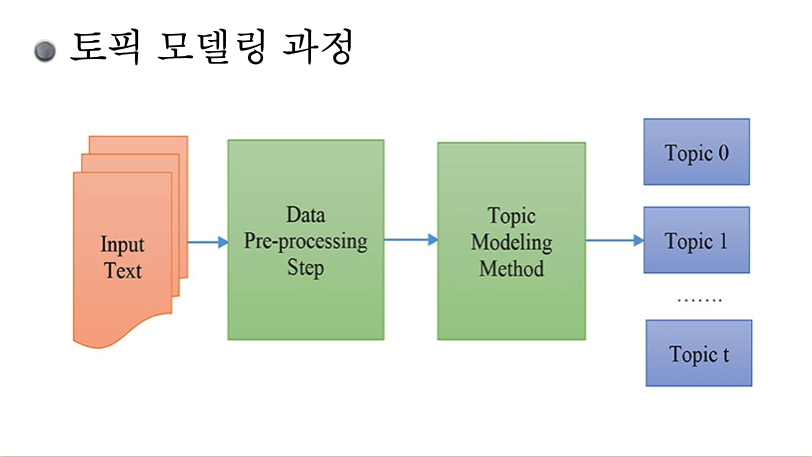 토픽 모델링 과정
Input
Text
Data
Pre-processing
Step
Topic
Modeling
Method
Topic 0
Topic 1
.......
Topic t